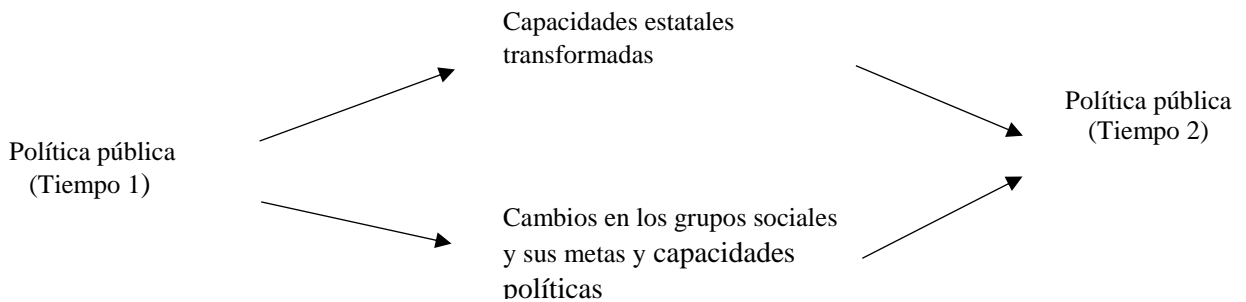 Capacidades estatales
transformadas
Política pública
(Tiempo 2)
Política pública
(Tiempo 1)
Cambios en los grupos sociales
y sus metas y capacidades
políticas